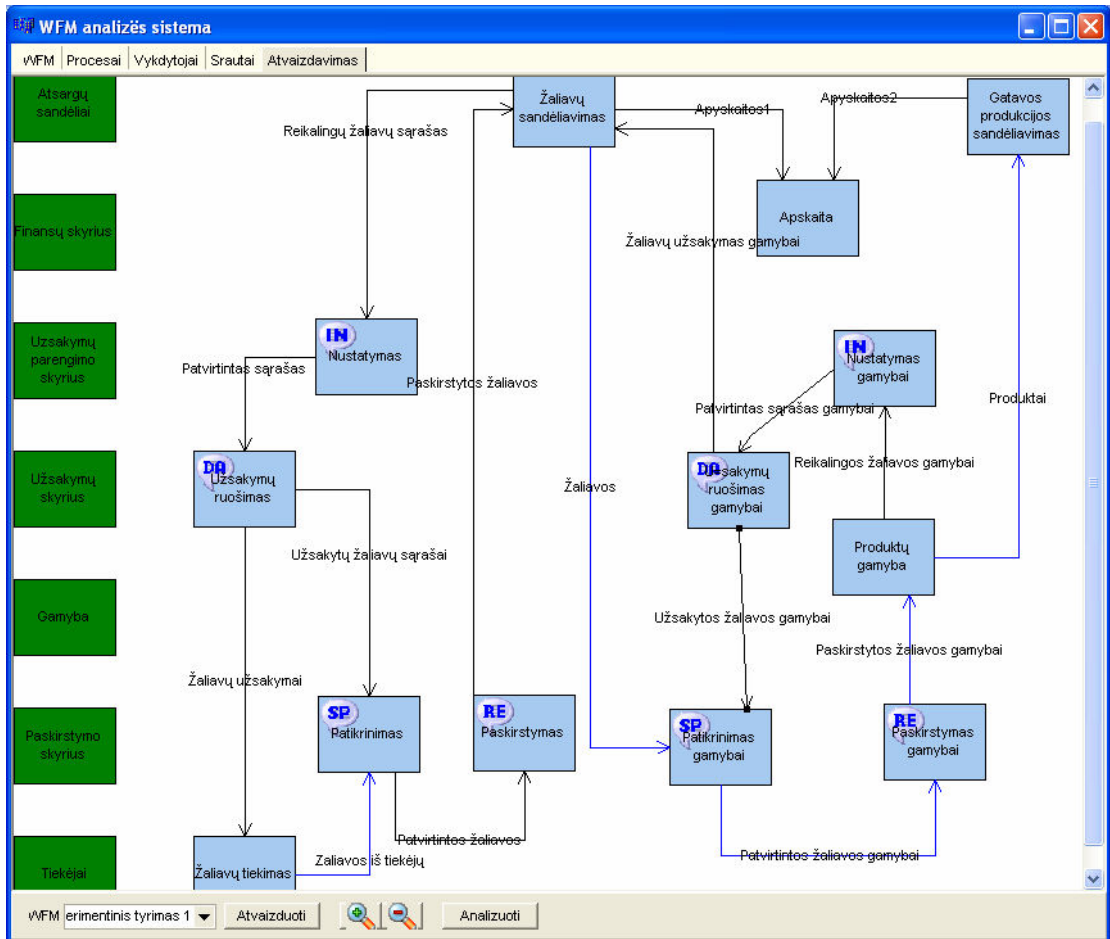 WFM analizės sistema
WFM Procesai Vykdytojai Srautai Atvaizdavimas
Atsargų
sandėliai
Žaliavų
sandėliavimas
Apyskaitos1
Apyskaitos2
Gatavos
produkcijos
sandėliavimas
Reikalingų žaliavų sąrašas
Finansų skyrius
Apskaita
Žaliavų užsakymas gamybai
Uzsakymų
parengimo
skyrius
IN
Nustatymas
IN
Nustatymas
gamybai
Patvirtintas sąrašas
Paskirstytos žaliavos
Produktai
Patvirtintas sąrašas gamybai
Užsakymų
skyrius
DA
Užsakymų
ruošimas
Žaliavos
DA
Užsakymų
ruošimas
gamybai
Reikalingos žaliavos gamybai
Užsakytų žaliavų sąrašai
Produktų
gamyba
Gamyba
Užsakytos žaliavos gamybai
Paskirstytos žaliavos gamybai
Žaliavų užsakymai
Paskirstymo
skyrius
SP
Patikrinimas
RE
Paskirstymas
SP
Patikrinimas
gamybai
RE
Paskirstymas
gamybai
Patvirtintos žaliavos
Patvirtintos žaliavos gamybai
Zaliavos iš tiekėjų
Tiekėjai
Žaliavų tiekimas
WFM erimentinis tyrimas 1 Atvaizduoti Analizuoti